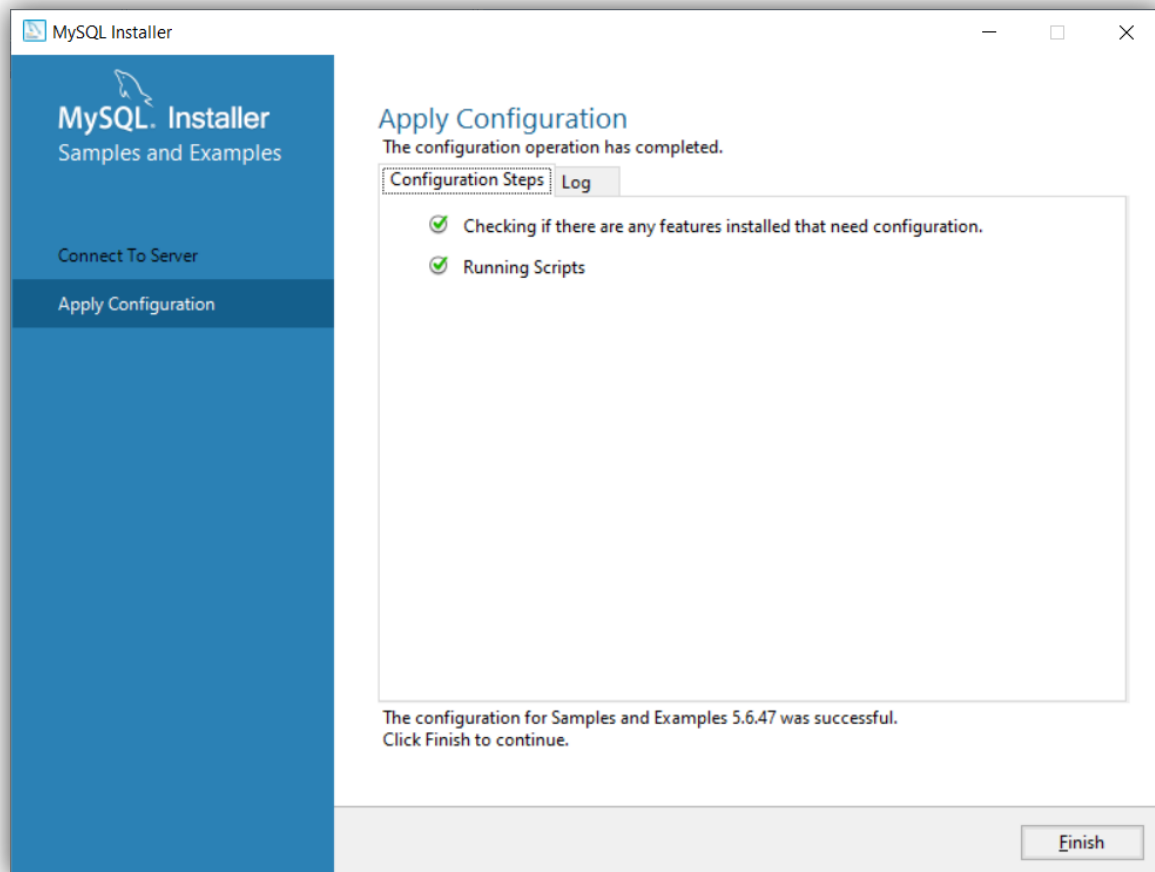 MySQL Installer
MySQL. Installer
Samples and Examples
Connect To Server
Apply Configuration
Apply Configuration
The configuration operation has completed.
Configuration Steps Log
Checking if there are any features installed that need configuration.
Running Scripts
The configuration for Samples and Examples 5.6.47 was successful.
Click Finish to continue.
Finish